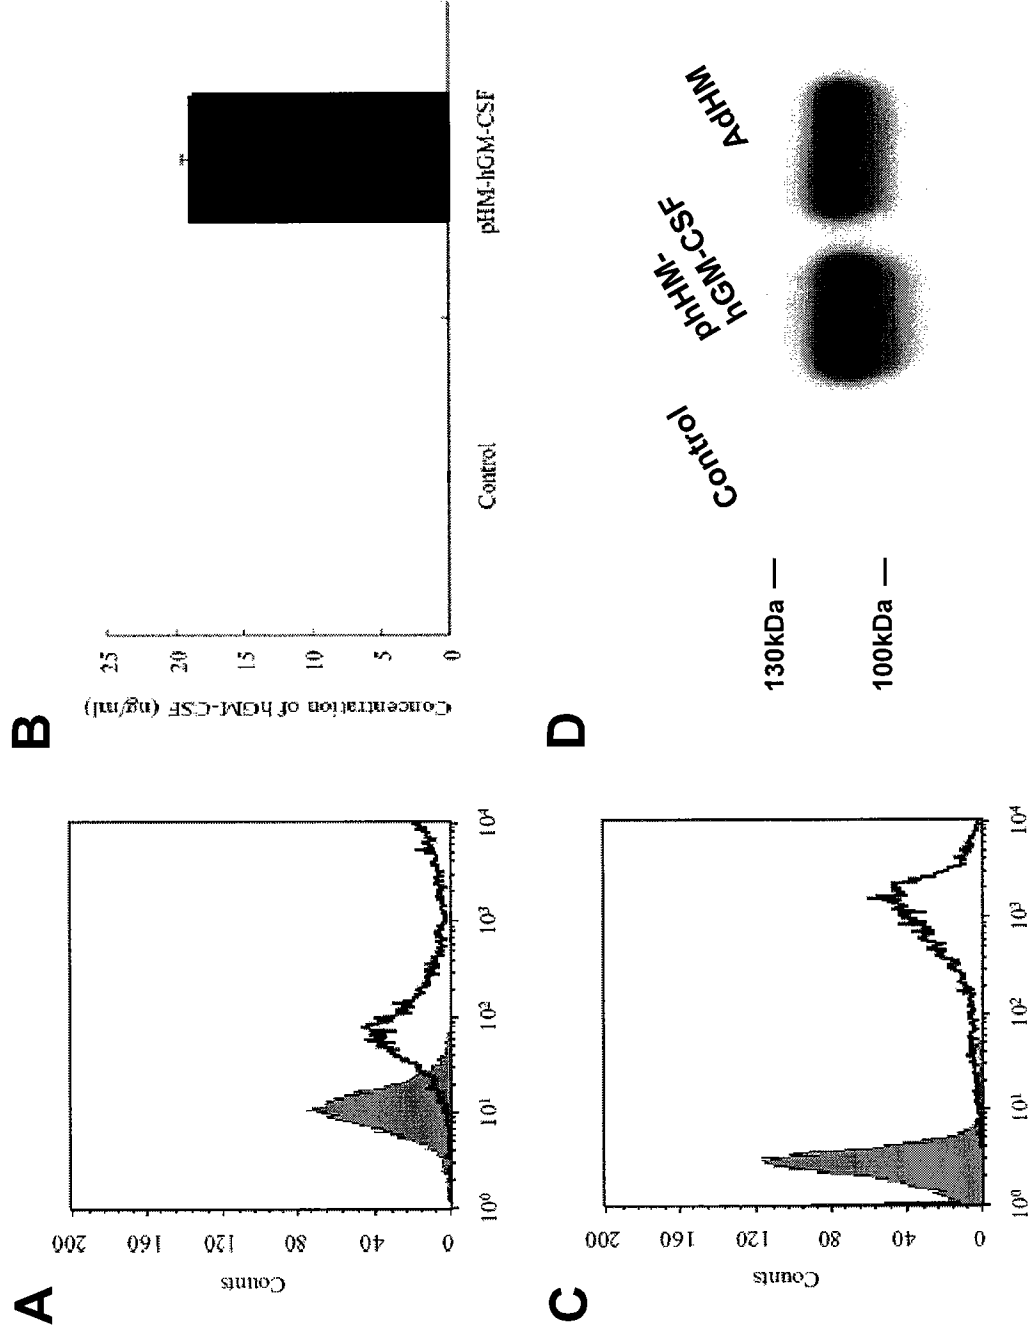 A
Counts
200
160
120
80
40
0
10⁰ 10¹ 10² 10³ 10⁴
B
Concentration of hGM-CSF (ng/ml)
25
20
15
10
5
0
Control pHM-hGM-CSF
C
Counts
200
160
120
80
40
0
10⁰ 10¹ 10² 10³ 10⁴
D
Control
phHM-
hGM-CSF
AdHM
130kDa
100kDa